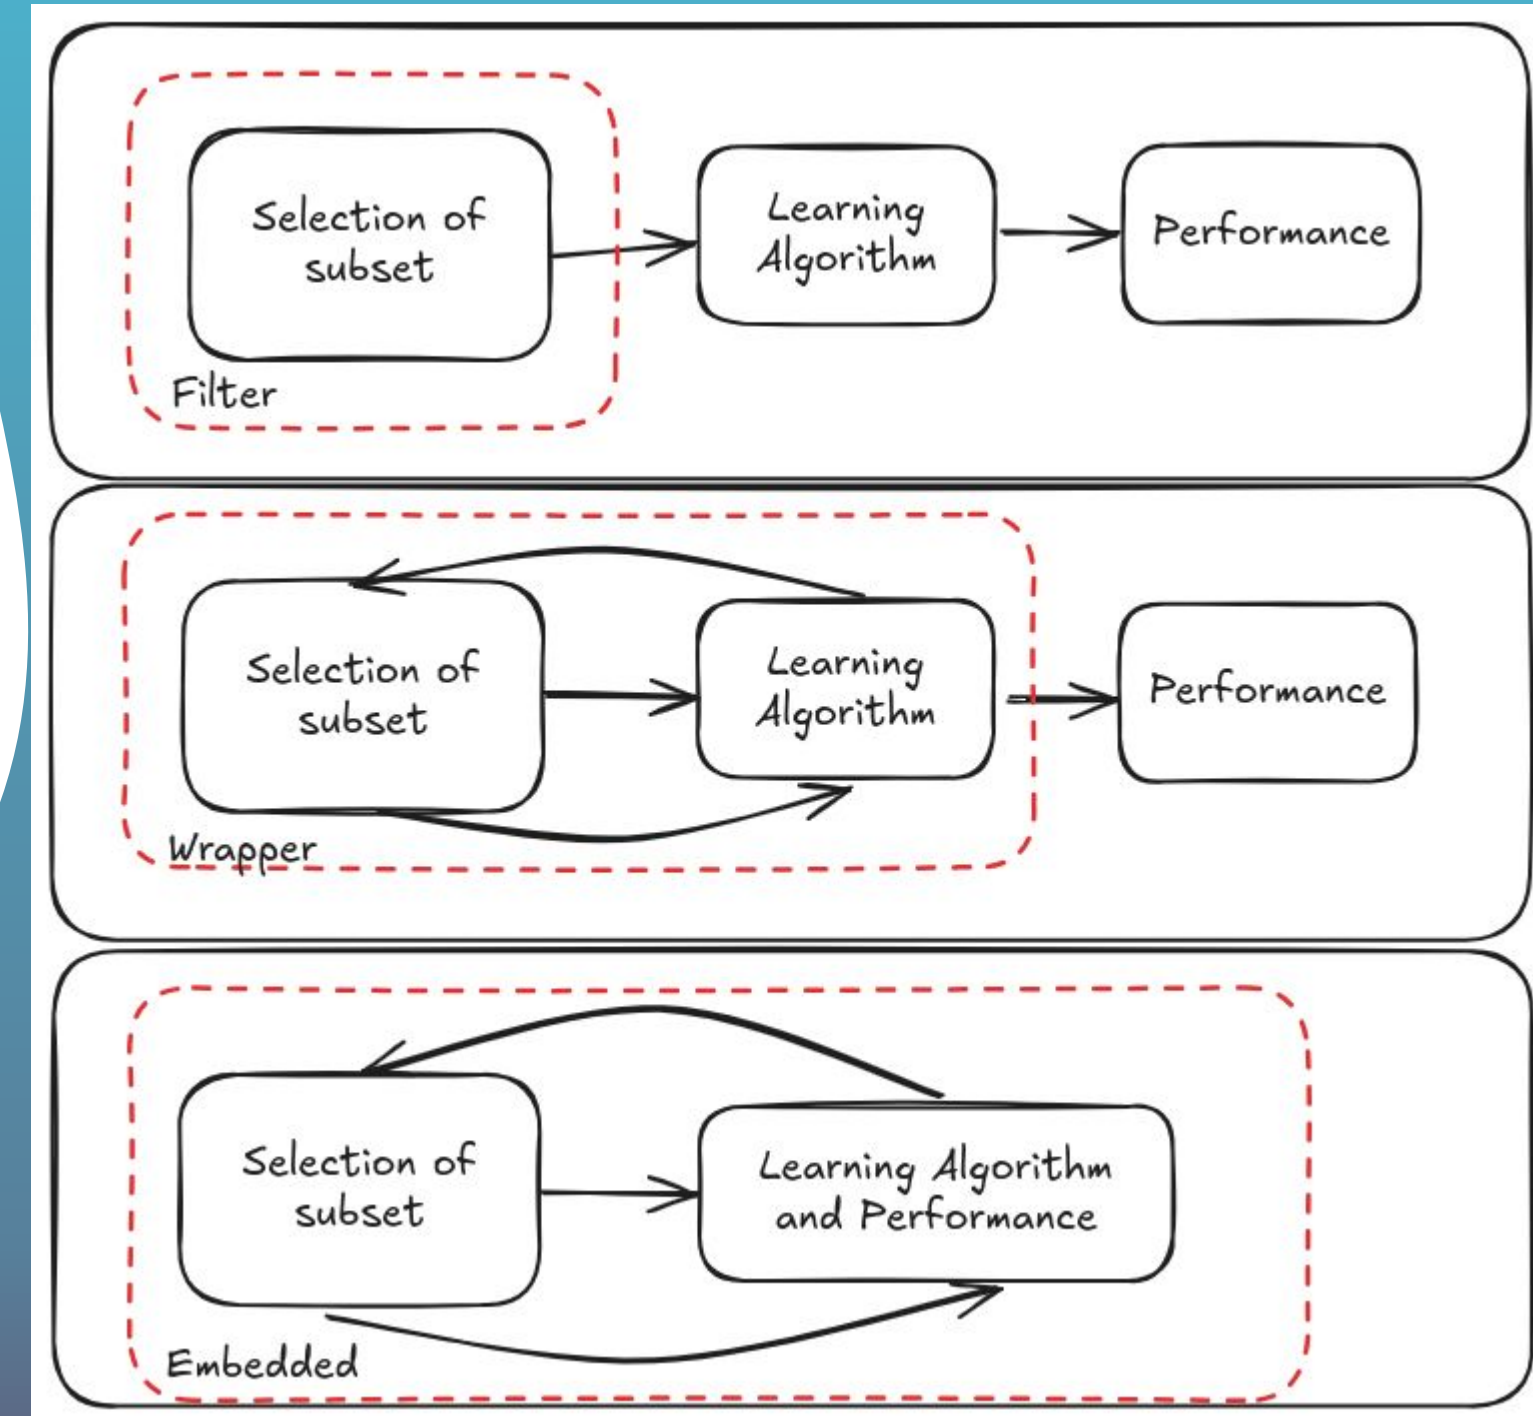 Selection of
subset
Learning
Algorithm
Performance
Filter
Selection of
subset
Learning
Algorithm
Performance
Wrapper
Selection of
subset
Learning Algorithm
and Performance
Embedded